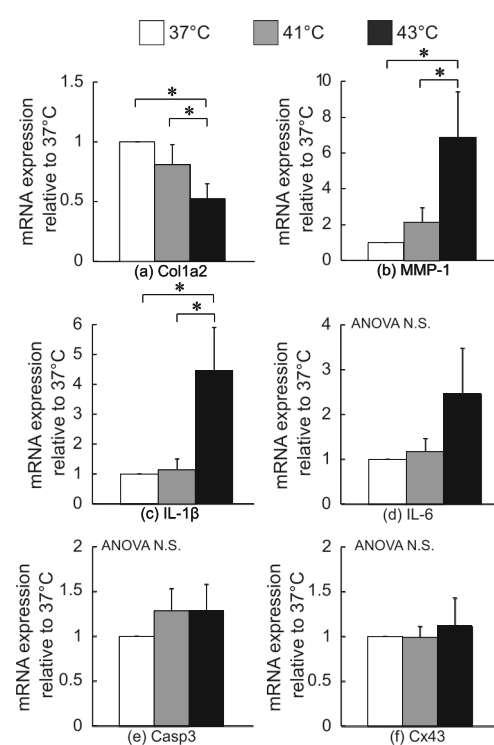 37°C 41°C 43°C
* *
* *
mRNA expression
relative to 37°C
1.5
1
0.5
0
(a) Col1a2
mRNA expression
relative to 37°C
10
8
6
4
2
0
(b) MMP-1
* 
*
mRNA expression
relative to 37°C
6
5
4
3
2
1
0
(c) IL-1β
ANOVA N.S.
mRNA expression
relative to 37°C
4
3
2
1
0
(d) IL-6
ANOVA N.S.
mRNA expression
relative to 37°C
2
1.5
1
0.5
0
(e) Casp3
ANOVA N.S.
mRNA expression
relative to 37°C
2
1.5
1
0.5
0
(f) Cx43